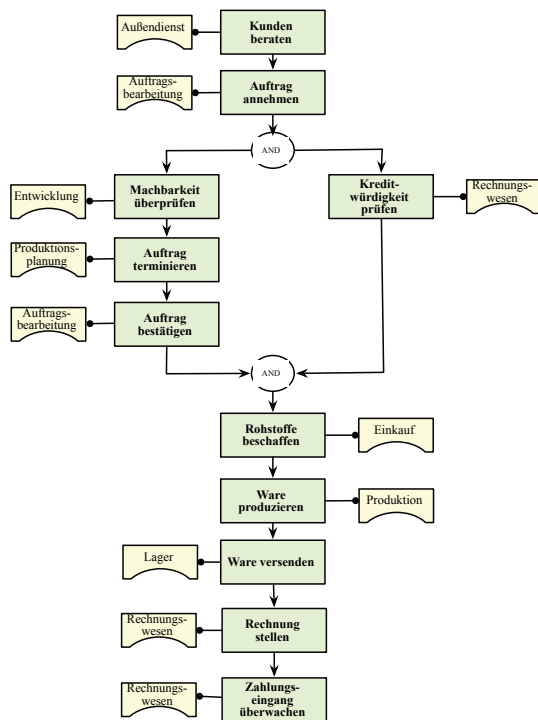 Außendienst
Kunden
beraten
Auftrags-
bearbeitung
Auftrag
annehmen
AND
Entwicklung
Machbarkeit
überprüfen
Kredit-
würdigkeit
prüfen
Rechnungs-
wesen
Produktions-
planung
Auftrag
terminieren
Auftrags-
bearbeitung
Auftrag
bestätigen
AND
Rohstoffe
beschaffen
Einkauf
Ware
produzieren
Produktion
Lager
Ware versenden
Rechnungs-
wesen
Rechnung
stellen
Rechnungs-
wesen
Zahlungs-
eingang
überwachen